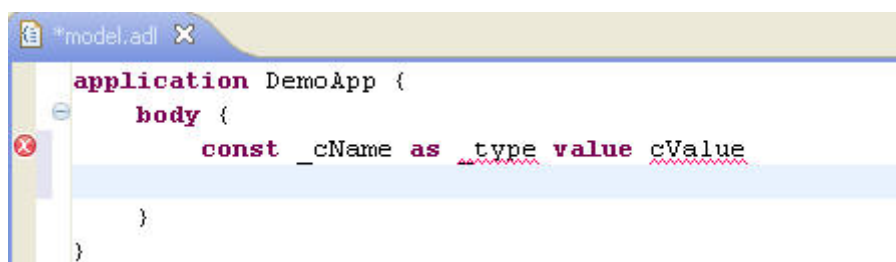 *model.adl
application DemoApp {
body {
const _cName as _type value cValue
}
}